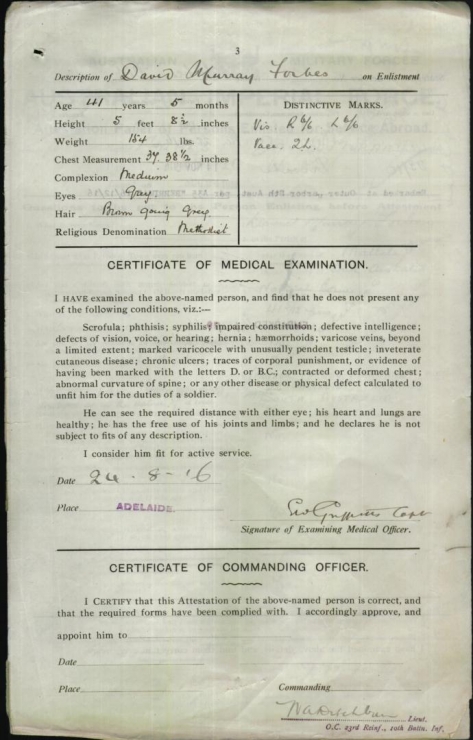 3
Description of David Murray Forbes on Enlistment
Age 41 years 5 months
Height 5 feet 8½ inches
Weight 154 lbs.
Chest Measurement 37 38½ inches
Complexion Medium
Eyes Grey
Hair Brown going Grey
Religious Denomination Methodist
DISTINCTIVE MARKS.
Vis. R 6/6 L 6/6
Vacc. 2 L.
CERTIFICATE OF MEDICAL EXAMINATION.
I HAVE examined the above-named person, and find that he does not present any
of the following conditions, viz.:—
Scrofula; phthisis; syphilis; impaired constitution; defective intelligence;
defects of vision, voice, or hearing; hernia; hæmorrhoids; varicose veins, beyond
a limited extent; marked varicocele with unusually pendent testicle; inveterate
cutaneous disease; chronic ulcers; traces of corporal punishment, or evidence of
having been marked with the letters D. or B.C.; contracted or deformed chest;
abnormal curvature of spine; or any other disease or physical defect calculated to
unfit him for the duties of a soldier.
He can see the required distance with either eye; his heart and lungs are
healthy; he has the free use of his joints and limbs; and he declares he is not
subject to fits of any description.
I consider him fit for active service.
Date 24-8-16
Place ADELAIDE.
Capt
Signature of Examining Medical Officer.
CERTIFICATE OF COMMANDING OFFICER.
I CERTIFY that this Attestation of the above-named person is correct, and
that the required forms have been complied with. I accordingly approve, and
appoint him to
Date
Place Commanding
Lieut.
O.C. 23rd Reinf., 10th Battn. Inf.